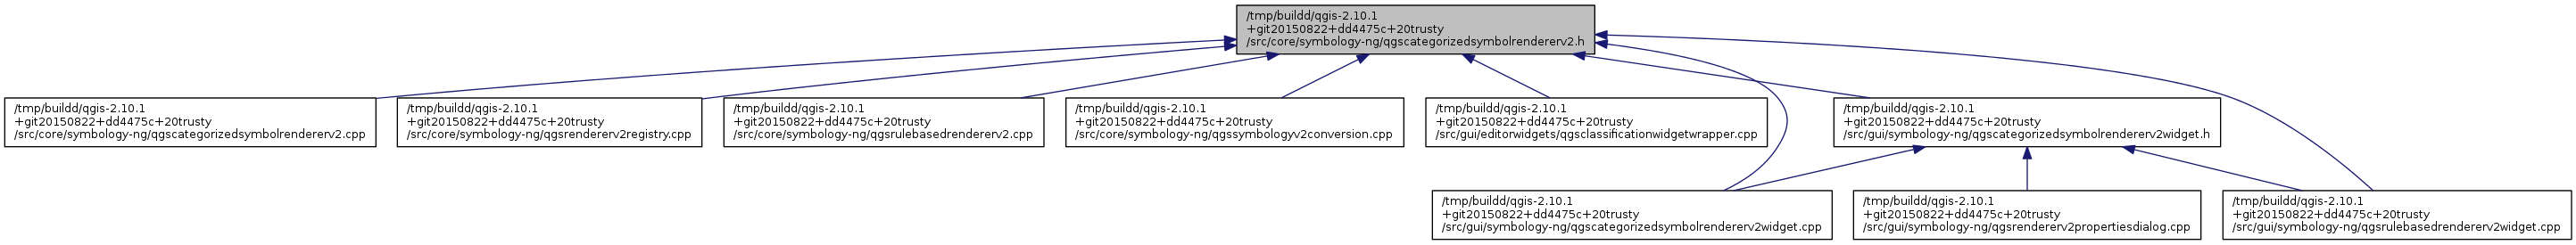 /tmp/buildd/qgis-2.10.1
+git20150822+dd4475c+20trusty
/src/core/symbology-ng/qgscategorizedsymbolrendererv2.h
/tmp/buildd/qgis-2.10.1
+git20150822+dd4475c+20trusty
/src/core/symbology-ng/qgscategorizedsymbolrendererv2.cpp
/tmp/buildd/qgis-2.10.1
+git20150822+dd4475c+20trusty
/src/core/symbology-ng/qgsrendererv2registry.cpp
/tmp/buildd/qgis-2.10.1
+git20150822+dd4475c+20trusty
/src/core/symbology-ng/qgsrulebasedrendererv2.cpp
/tmp/buildd/qgis-2.10.1
+git20150822+dd4475c+20trusty
/src/core/symbology-ng/qgssymbologyv2conversion.cpp
/tmp/buildd/qgis-2.10.1
+git20150822+dd4475c+20trusty
/src/gui/editorwidgets/qgsclassificationwidgetwrapper.cpp
/tmp/buildd/qgis-2.10.1
+git20150822+dd4475c+20trusty
/src/gui/symbology-ng/qgscategorizedsymbolrendererv2widget.h
/tmp/buildd/qgis-2.10.1
+git20150822+dd4475c+20trusty
/src/gui/symbology-ng/qgscategorizedsymbolrendererv2widget.cpp
/tmp/buildd/qgis-2.10.1
+git20150822+dd4475c+20trusty
/src/gui/symbology-ng/qgsrendererv2propertiesdialog.cpp
/tmp/buildd/qgis-2.10.1
+git20150822+dd4475c+20trusty
/src/gui/symbology-ng/qgsrulebasedrendererv2widget.cpp